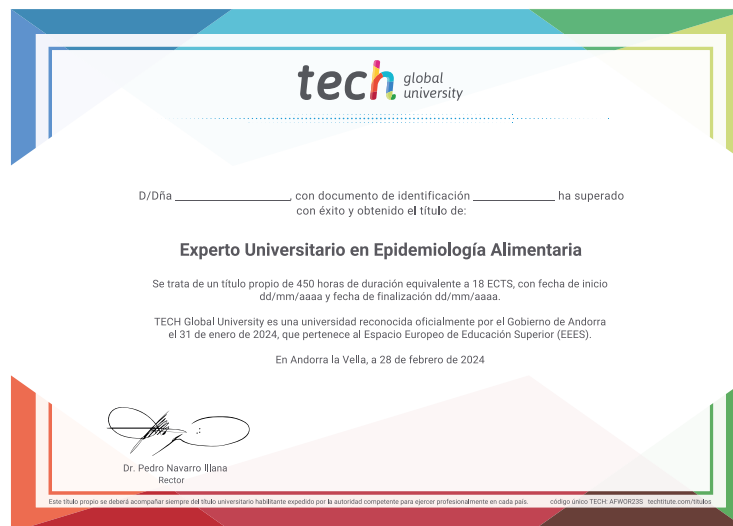 tech global university
D/Dña ____________________, con documento de identificación ______________ ha superado
con éxito y obtenido el título de:
Experto Universitario en Epidemiología Alimentaria
Se trata de un título propio de 450 horas de duración equivalente a 18 ECTS, con fecha de inicio
dd/mm/aaaa y fecha de finalización dd/mm/aaaa.
TECH Global University es una universidad reconocida oficialmente por el Gobierno de Andorra
el 31 de enero de 2024, que pertenece al Espacio Europeo de Educación Superior (EEES).
En Andorra la Vella, a 28 de febrero de 2024
Dr. Pedro Navarro Illana
Rector
Este título propio se deberá acompañar siempre del título universitario habilitante expedido por la autoridad competente para ejercer profesionalmente en cada país. código único TECH: AFWOR23S techtitute.com/titulos